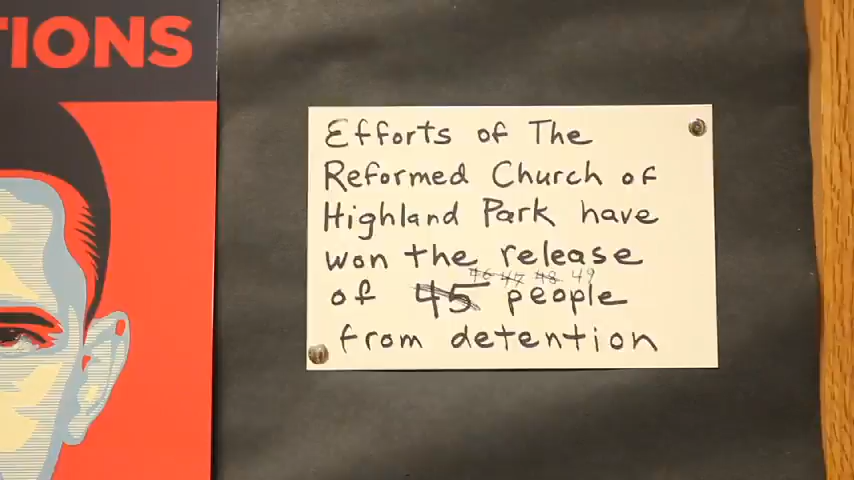 TIONS
Efforts of The
Reformed Church of
Highland Park have
won the release
46 47 48 49
of 45 people
from detention